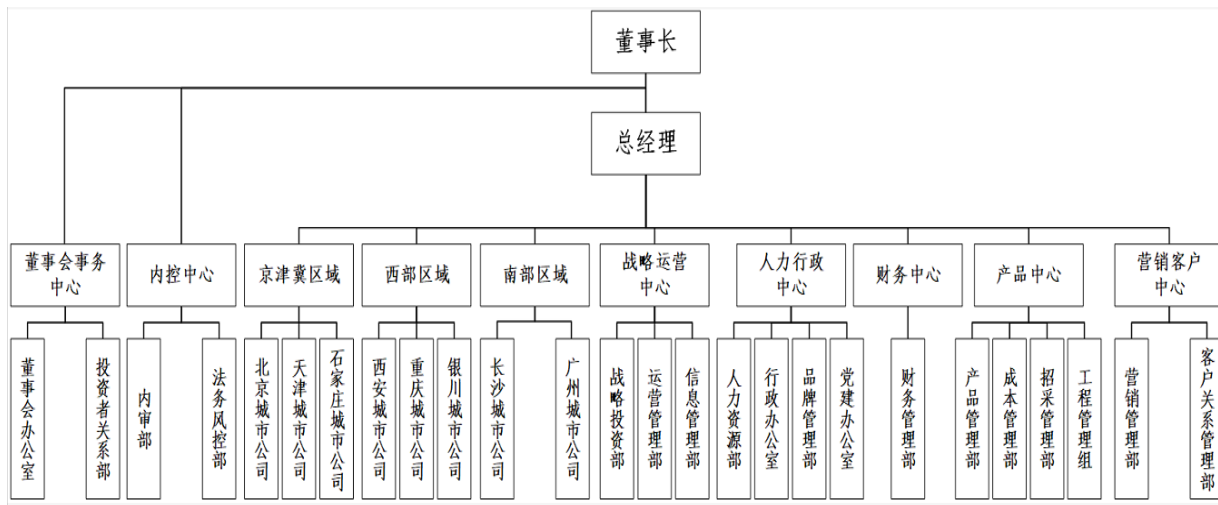 董事长
总经理
董事会事务
中心
内控中心
京津冀区域
西部区域
南部区域
战略运营
中心
人力行政
中心
财务中心
产品中心
营销客户
中心
董事会办公室
投资者关系部
内审部
法务风控部
北京城市公司
天津城市公司
石家庄城市公司
西安城市公司
重庆城市公司
银川城市公司
长沙城市公司
广州城市公司
战略投资部
运营管理部
信息管理部
人力资源部
行政办公室
品牌管理部
党建办公室
财务管理部
产品管理部
成本管理部
招采管理部
工程管理组
营销管理部
客户关系管理部